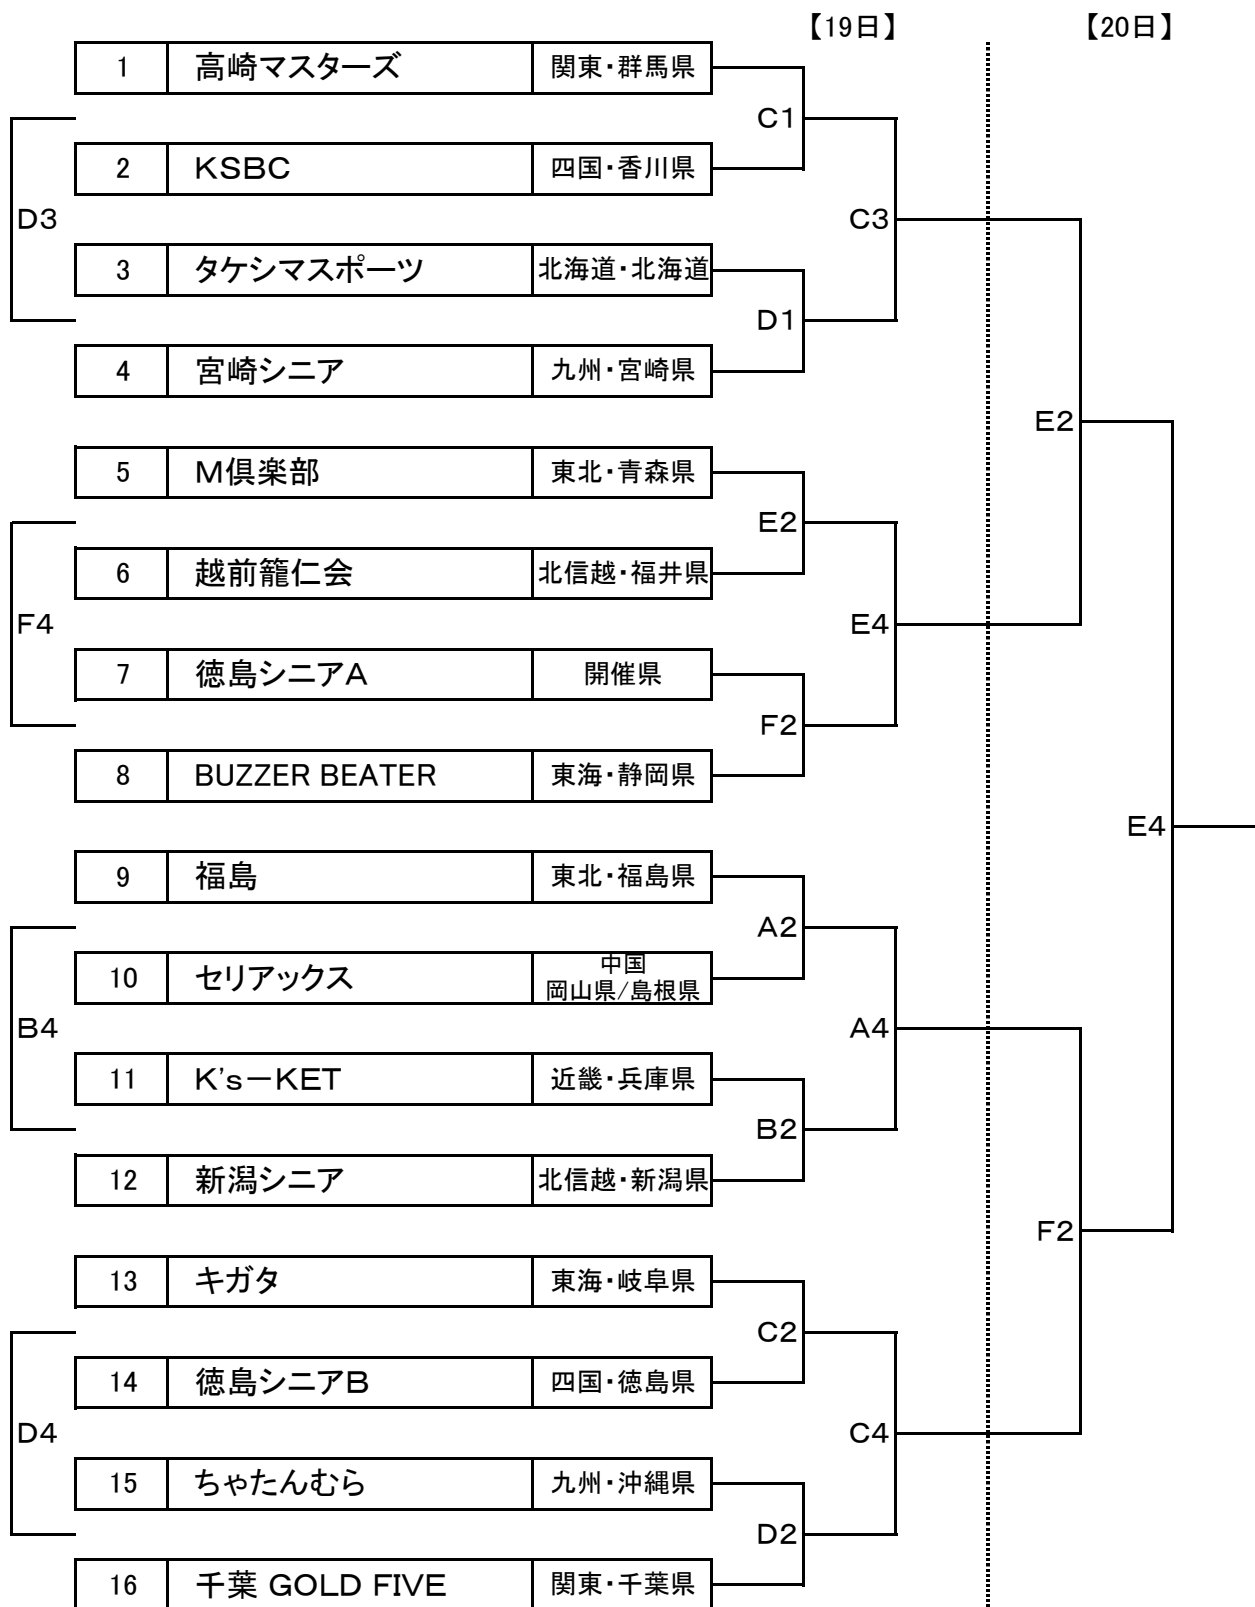 【19日】 【20日】
1 高崎マスターズ 関東・群馬県
C1
2 KSBC 四国・香川県
D3 C3
3 タケシマスポーツ 北海道・北海道
D1
4 宮崎シニア 九州・宮崎県
E2
5 M倶楽部 東北・青森県
E2
6 越前籠仁会 北信越・福井県
F4 E4
7 徳島シニアA 開催県
F2
8 BUZZER BEATER 東海・静岡県
E4
9 福島 東北・福島県
A2
10 セリアックス 中国
岡山県/島根県
B4 A4
11 K's-KET 近畿・兵庫県
B2
12 新潟シニア 北信越・新潟県
F2
13 キガタ 東海・岐阜県
C2
14 徳島シニアB 四国・徳島県
D4 C4
15 ちゃたんむら 九州・沖縄県
D2
16 千葉 GOLD FIVE 関東・千葉県